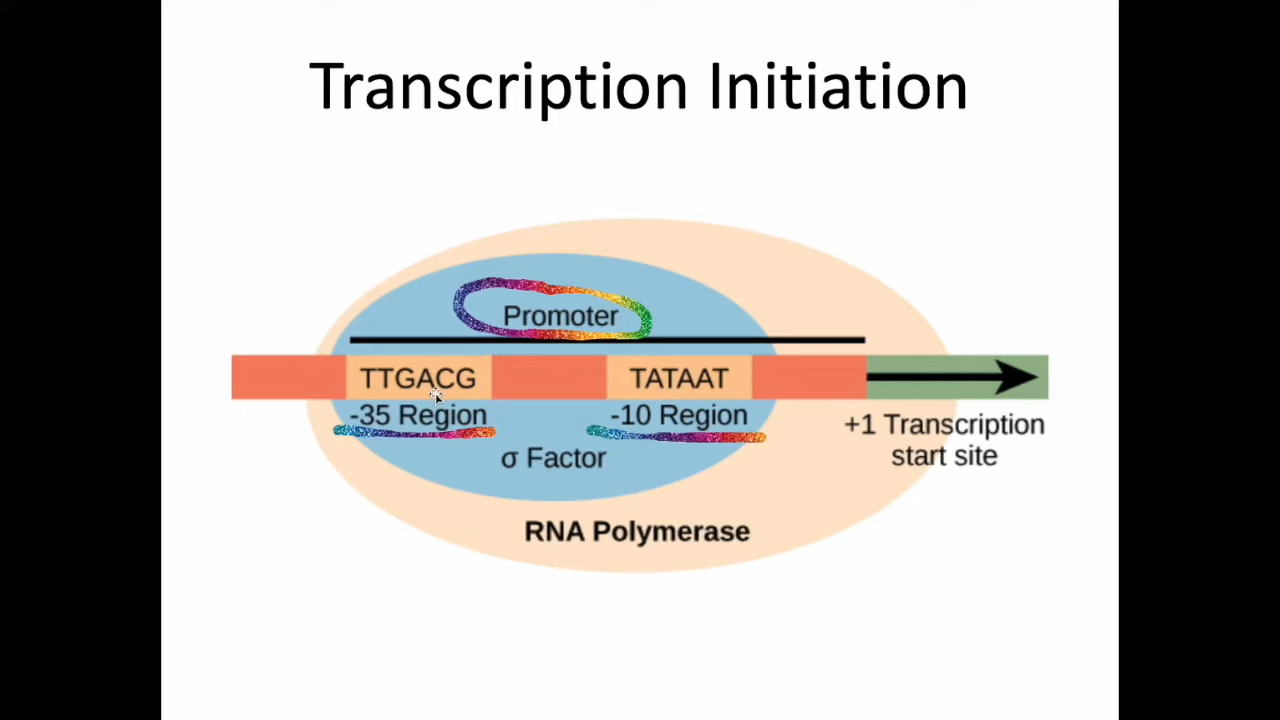 Transcription Initiation
Promoter
TTGACG TATAAT
-35 Region -10 Region
+1 Transcription
start site
σ Factor
RNA Polymerase